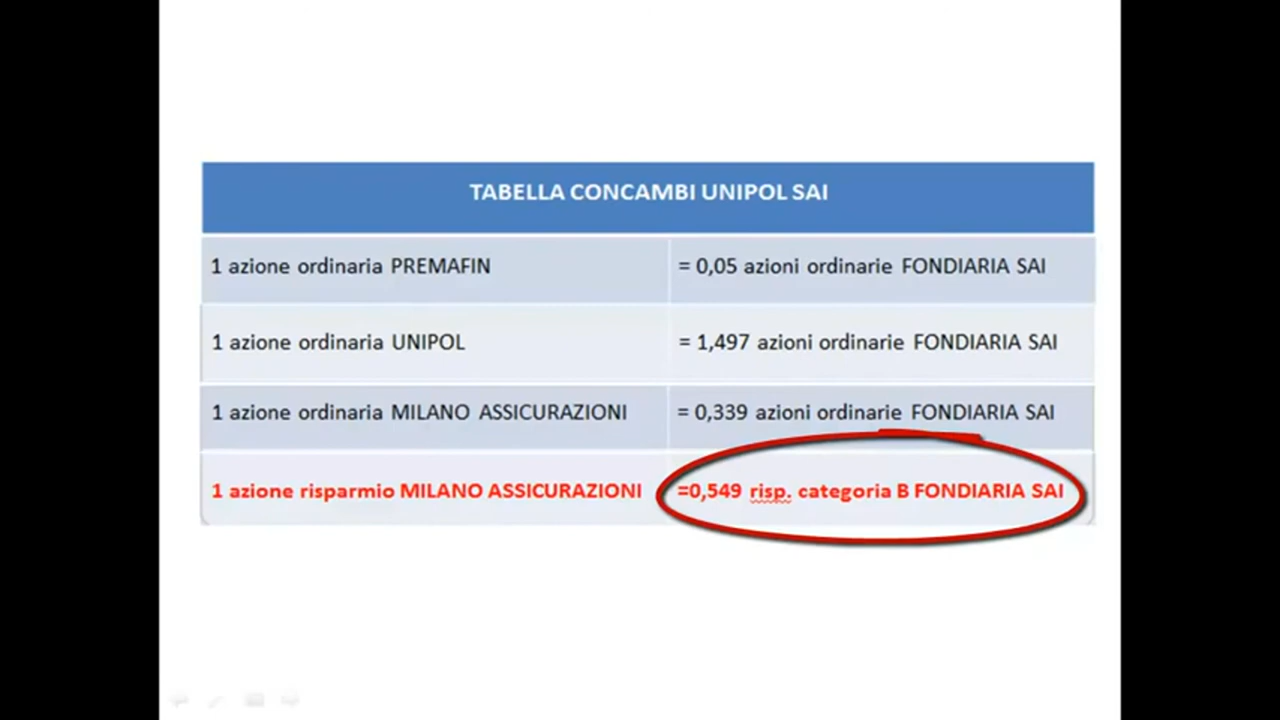 TABELLA CONCAMBI UNIPOL SAI
1 azione ordinaria PREMAFIN = 0,05 azioni ordinarie FONDIARIA SAI
1 azione ordinaria UNIPOL = 1,497 azioni ordinarie FONDIARIA SAI
1 azione ordinaria MILANO ASSICURAZIONI = 0,339 azioni ordinarie FONDIARIA SAI
1 azione risparmio MILANO ASSICURAZIONI =0,549 risp. categoria B FONDIARIA SAI